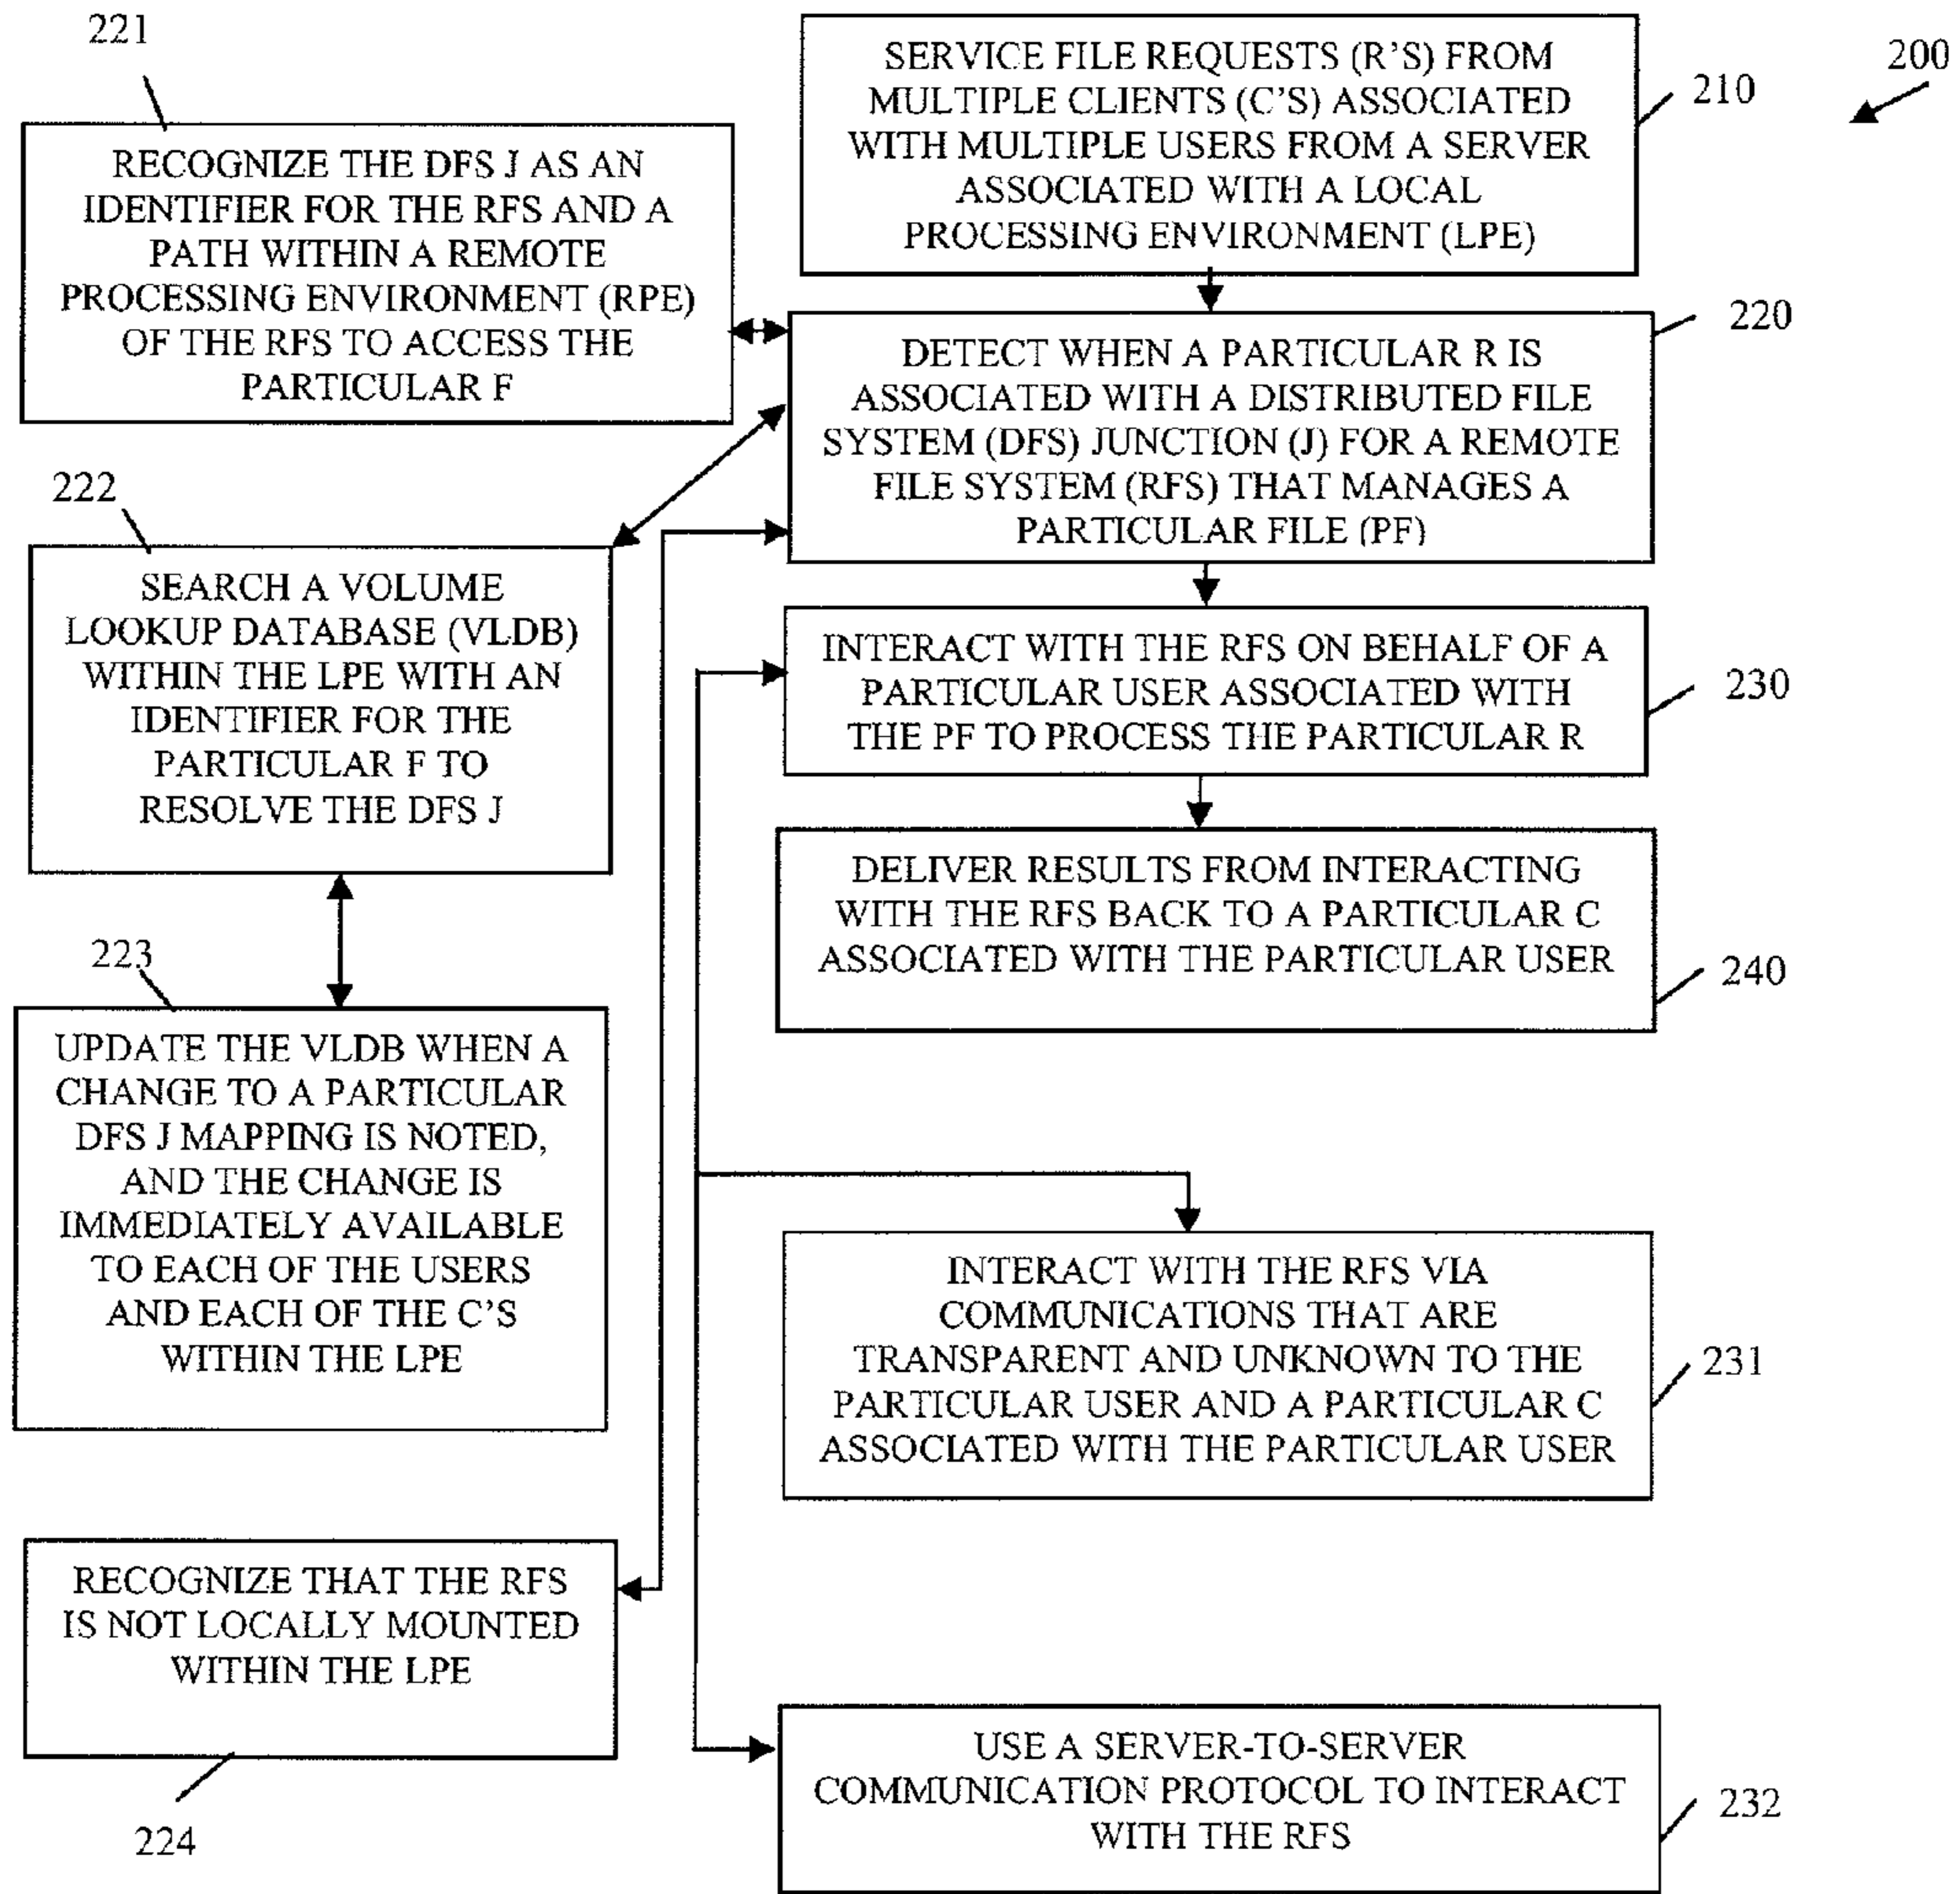 200
210
SERVICE FILE REQUESTS (R'S) FROM
MULTIPLE CLIENTS (C'S) ASSOCIATED
WITH MULTIPLE USERS FROM A SERVER
ASSOCIATED WITH A LOCAL
PROCESSING ENVIRONMENT (LPE)
220
DETECT WHEN A PARTICULAR R IS
ASSOCIATED WITH A DISTRIBUTED FILE
SYSTEM (DFS) JUNCTION (J) FOR A REMOTE
FILE SYSTEM (RFS) THAT MANAGES A
PARTICULAR FILE (PF)
221
RECOGNIZE THE DFS J AS AN
IDENTIFIER FOR THE RFS AND A
PATH WITHIN A REMOTE
PROCESSING ENVIRONMENT (RPE)
OF THE RFS TO ACCESS THE
PARTICULAR F
222
SEARCH A VOLUME
LOOKUP DATABASE (VLDB)
WITHIN THE LPE WITH AN
IDENTIFIER FOR THE
PARTICULAR F TO
RESOLVE THE DFS J
223
UPDATE THE VLDB WHEN A
CHANGE TO A PARTICULAR
DFS J MAPPING IS NOTED,
AND THE CHANGE IS
IMMEDIATELY AVAILABLE
TO EACH OF THE USERS
AND EACH OF THE C'S
WITHIN THE LPE
RECOGNIZE THAT THE RFS
IS NOT LOCALLY MOUNTED
WITHIN THE LPE
224
INTERACT WITH THE RFS ON BEHALF OF A
PARTICULAR USER ASSOCIATED WITH
THE PF TO PROCESS THE PARTICULAR R
230
DELIVER RESULTS FROM INTERACTING
WITH THE RFS BACK TO A PARTICULAR C
ASSOCIATED WITH THE PARTICULAR USER
240
INTERACT WITH THE RFS VIA
COMMUNICATIONS THAT ARE
TRANSPARENT AND UNKNOWN TO THE
PARTICULAR USER AND A PARTICULAR C
ASSOCIATED WITH THE PARTICULAR USER
231
USE A SERVER-TO-SERVER
COMMUNICATION PROTOCOL TO INTERACT
WITH THE RFS
232